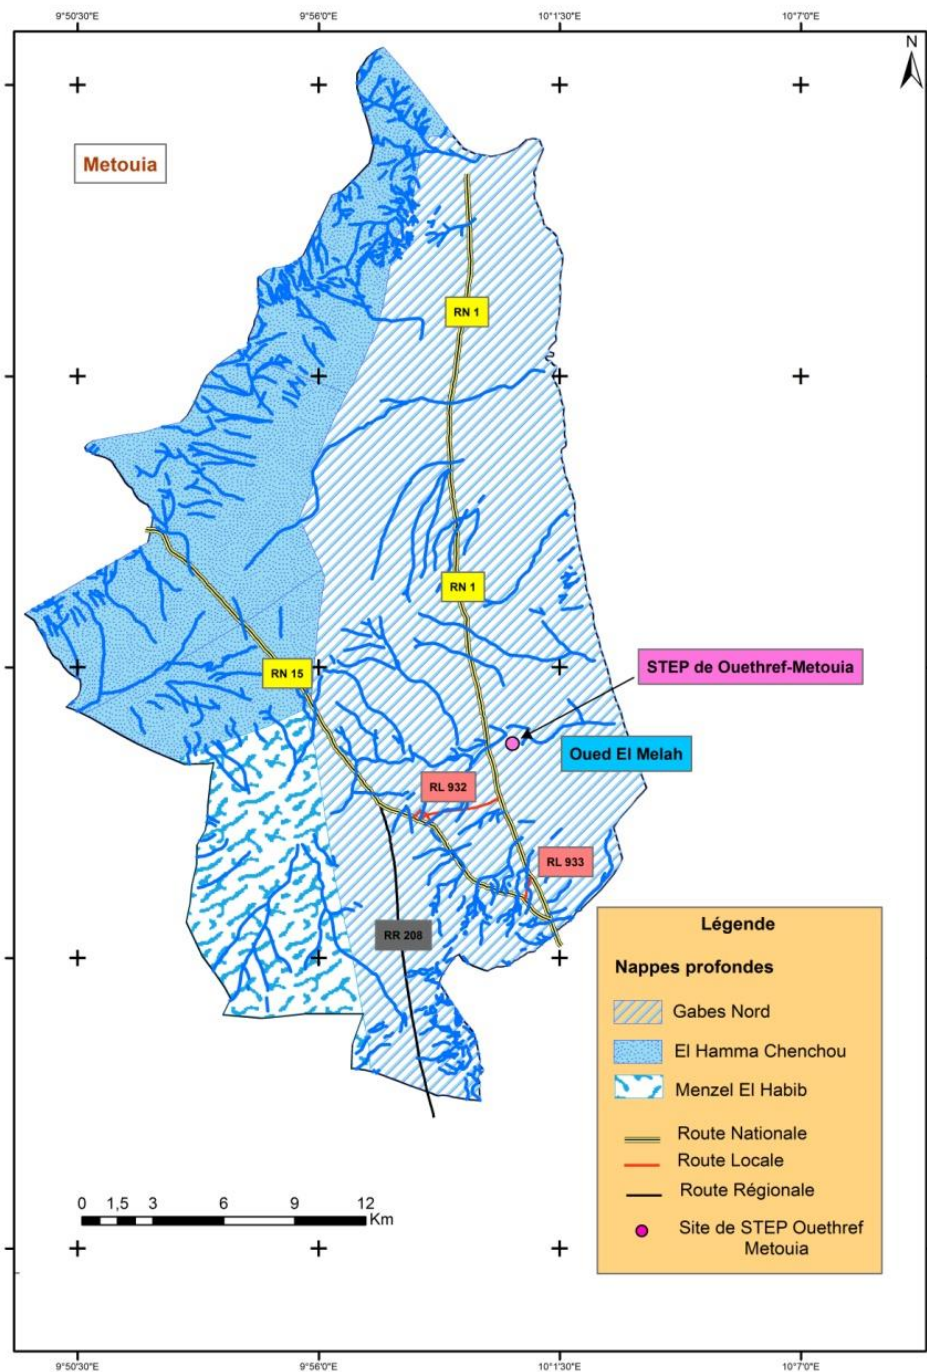 9°50'30"E
9°56'0"E
10°1'30"E
10°7'0"E
N
Metouia
RN 1
RN 1
RN 15
STEP de Ouethref-Metouia
Oued El Melah
RL 932
RL 933
RR 208
Légende
Nappes profondes
Gabes Nord
El Hamma Chenchou
Menzel El Habib
Route Nationale
Route Locale
Route Régionale
Site de STEP Ouethref
Metouia
0 1,5 3 6 9 12
Km
9°50'30"E
9°56'0"E
10°1'30"E
10°7'0"E